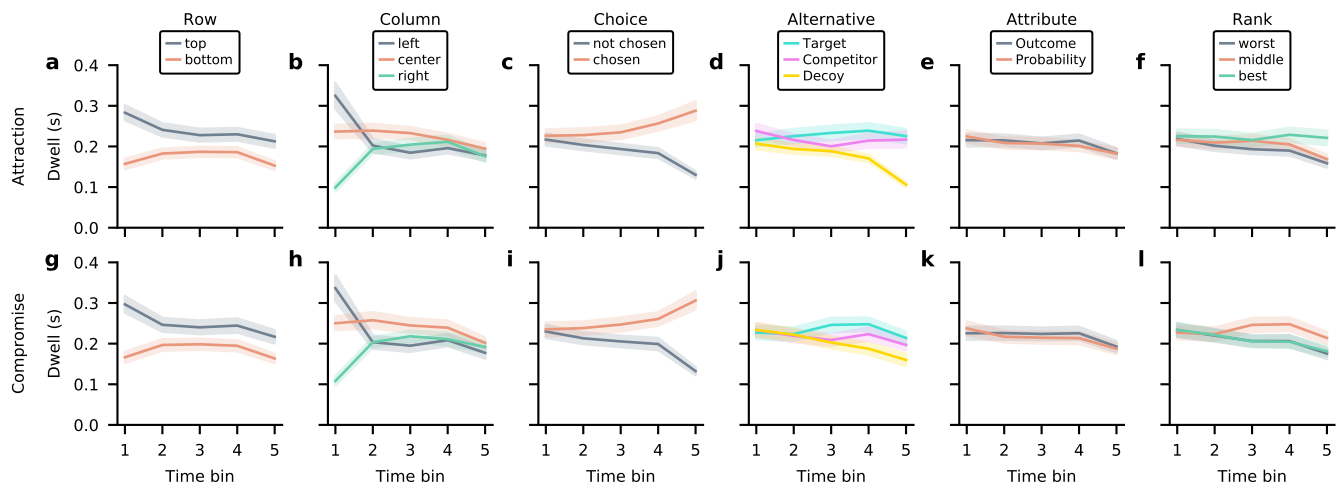 Row
Column
Choice
Alternative
Attribute
Rank
top
bottom
left
center
right
not chosen
chosen
Target
Competitor
Decoy
Outcome
Probability
worst
middle
best
a
b
c
d
e
f
Attraction
Dwell (s)
0.4
0.3
0.2
0.1
0.0
g
h
i
j
k
l
Compromise
Dwell (s)
0.4
0.3
0.2
0.1
0.0
1 2 3 4 5
1 2 3 4 5
1 2 3 4 5
1 2 3 4 5
1 2 3 4 5
1 2 3 4 5
Time bin
Time bin
Time bin
Time bin
Time bin
Time bin